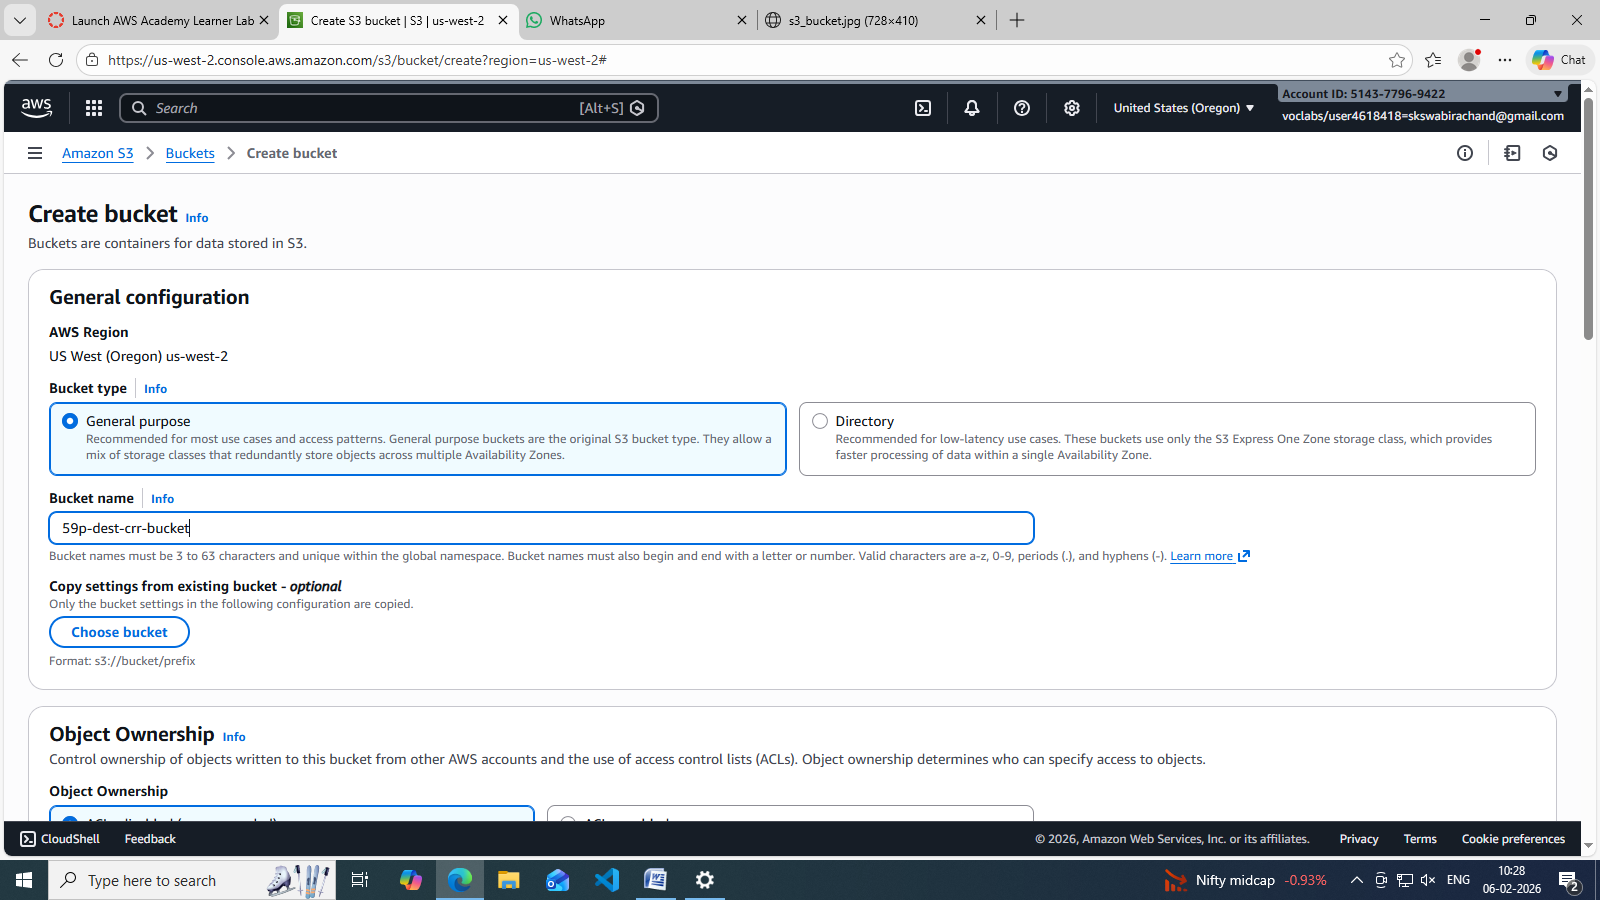 Launch AWS Academy Learner Lab
Create S3 bucket | S3 | us-west-2
WhatsApp
s3_bucket.jpg (728×410)
https://us-west-2.console.aws.amazon.com/s3/bucket/create?region=us-west-2#
Chat
aws
Search
[Alt+S]
United States (Oregon)
Account ID: 5143-7796-9422
voclabs/user4618418=skswabirachand@gmail.com
Amazon S3
Buckets
Create bucket
Create bucket Info
Buckets are containers for data stored in S3.
General configuration
AWS Region
US West (Oregon) us-west-2
Bucket type
Info
General purpose
Recommended for most use cases and access patterns. General purpose buckets are the original S3 bucket type. They allow a
mix of storage classes that redundantly store objects across multiple Availability Zones.
Directory
Recommended for low-latency use cases. These buckets use only the S3 Express One Zone storage class, which provides
faster processing of data within a single Availability Zone.
Bucket name
Info
59p-dest-crr-bucket
Bucket names must be 3 to 63 characters and unique within the global namespace. Bucket names must also begin and end with a letter or number. Valid characters are a-z, 0-9, periods (.), and hyphens (-). Learn more
Copy settings from existing bucket - optional
Only the bucket settings in the following configuration are copied.
Choose bucket
Format: s3://bucket/prefix
Object Ownership Info
Control ownership of objects written to this bucket from other AWS accounts and the use of access control lists (ACLs). Object ownership determines who can specify access to objects.
Object Ownership
CloudShell
Feedback
© 2026, Amazon Web Services, Inc. or its affiliates.
Privacy
Terms
Cookie preferences
Type here to search
Nifty midcap
-0.93%
ENG
10:28
06-02-2026
2